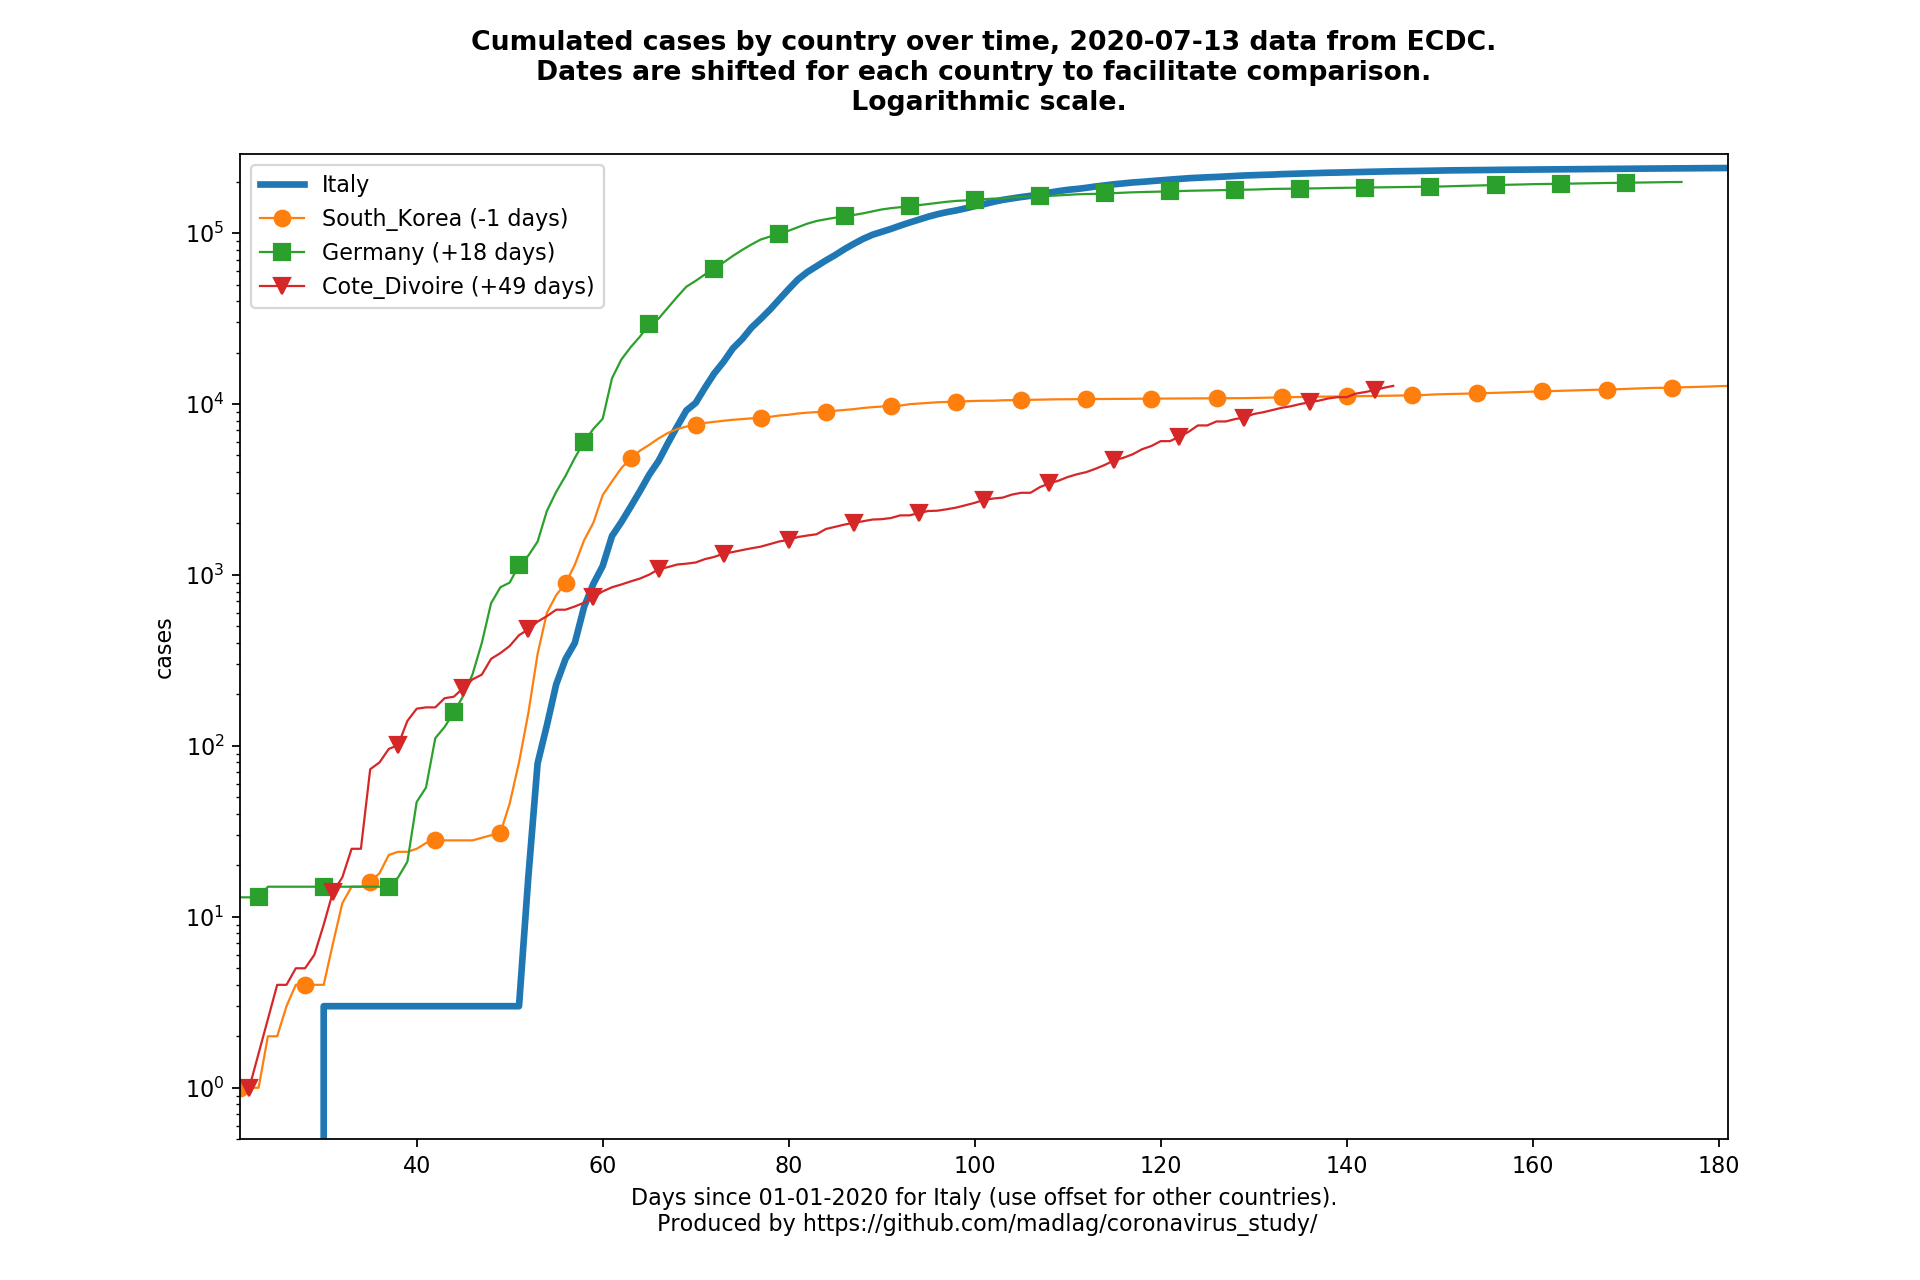 Cumulated cases by country over time, 2020-07-13 data from ECDC.
Dates are shifted for each country to facilitate comparison.
Logarithmic scale.
Italy
South_Korea (-1 days)
Germany (+18 days)
Cote_Divoire (+49 days)
10^5
10^4
10^3
10^2
10^1
10^0
cases
40 60 80 100 120 140 160 180
Days since 01-01-2020 for Italy (use offset for other countries).
Produced by https://github.com/madlag/coronavirus_study/